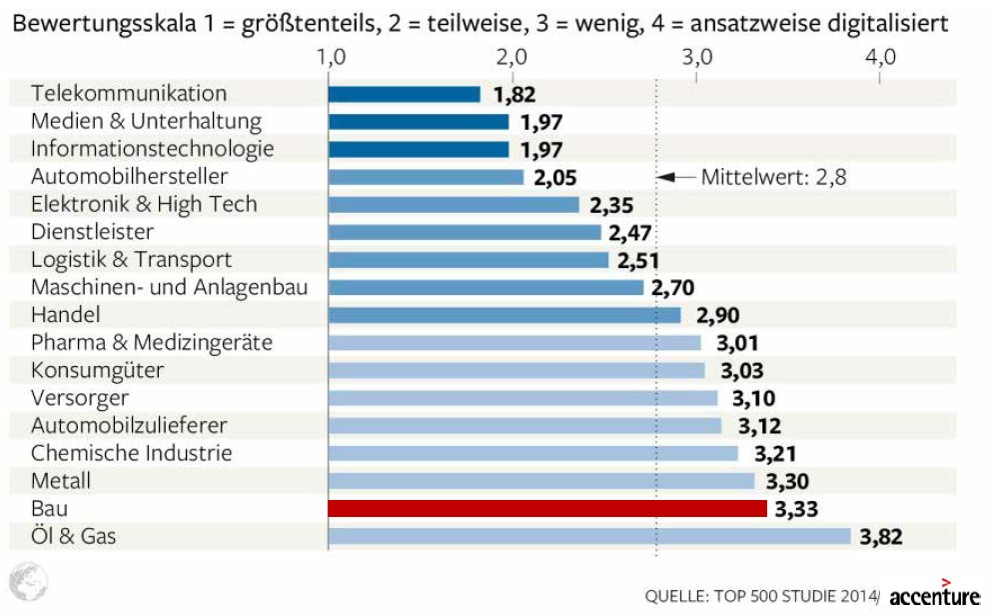 Bewertungsskala 1 = größtenteils, 2 = teilweise, 3 = wenig, 4 = ansatzweise digitalisiert
1,0 2,0 3,0 4,0
Telekommunikation 1,82
Medien & Unterhaltung 1,97
Informationstechnologie 1,97
Automobilhersteller 2,05 Mittelwert: 2,8
Elektronik & High Tech 2,35
Dienstleister 2,47
Logistik & Transport 2,51
Maschinen- und Anlagenbau 2,70
Handel 2,90
Pharma & Medizingeräte 3,01
Konsumgüter 3,03
Versorger 3,10
Automobilzulieferer 3,12
Chemische Industrie 3,21
Metall 3,30
Bau 3,33
Öl & Gas 3,82
QUELLE: TOP 500 STUDIE 2014/ accenture